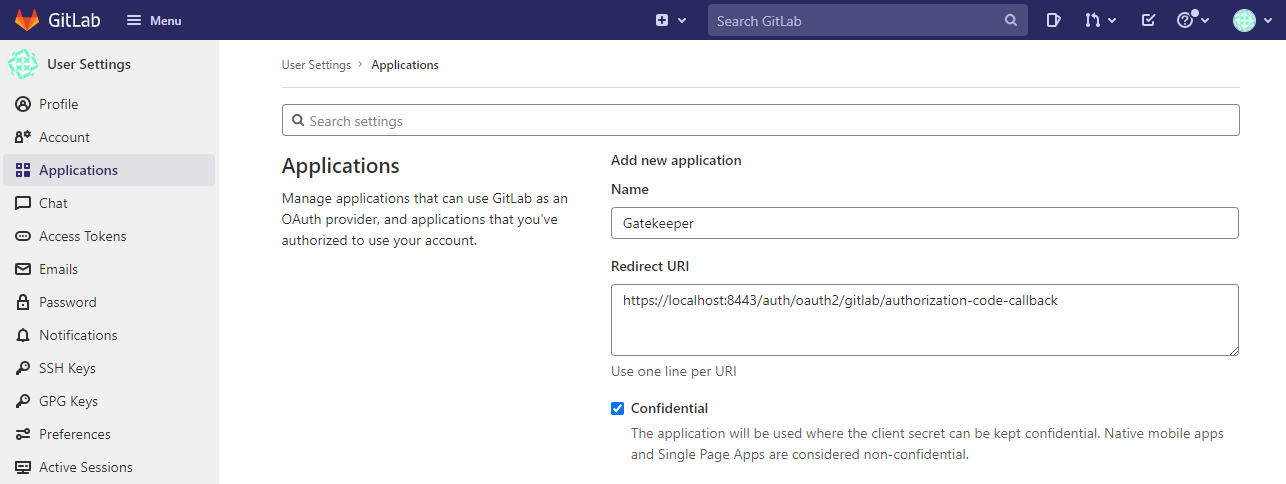 GitLab Menu Search GitLab
User Settings
Profile
Account
Applications
Chat
Access Tokens
Emails
Password
Notifications
SSH Keys
GPG Keys
Preferences
Active Sessions
User Settings > Applications
Search settings
Applications
Manage applications that can use GitLab as an
OAuth provider, and applications that you've
authorized to use your account.
Add new application
Name
Gatekeeper
Redirect URI
https://localhost:8443/auth/oauth2/gitlab/authorization-code-callback
Use one line per URI
Confidential
The application will be used where the client secret can be kept confidential. Native mobile apps
and Single Page Apps are considered non-confidential.